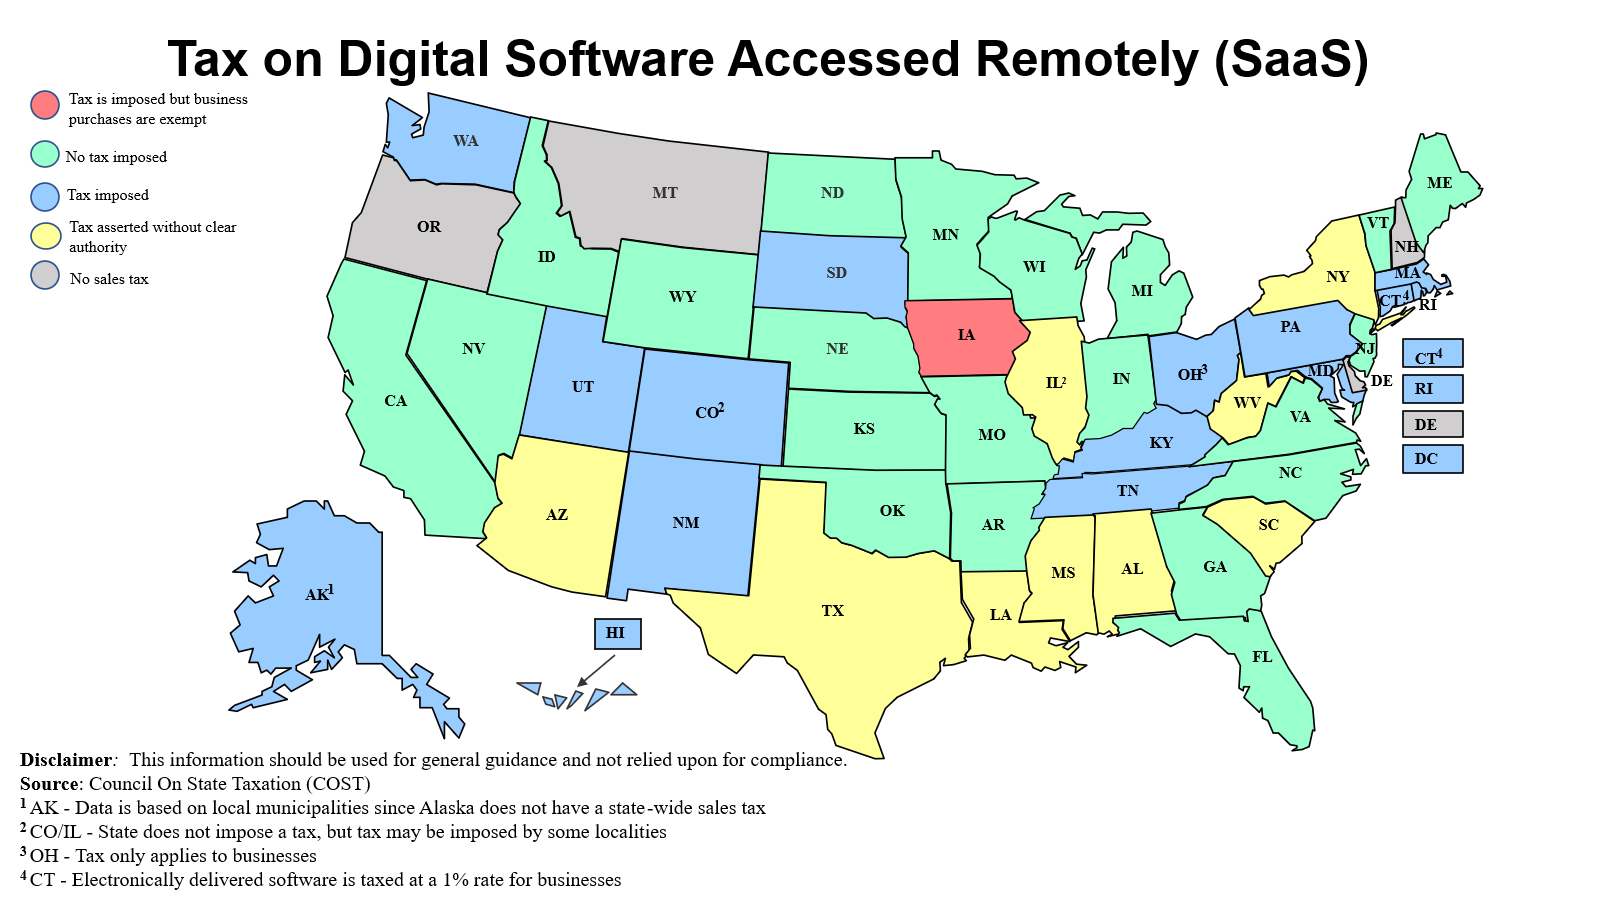 Tax on Digital Software Accessed Remotely (SaaS)
Tax is imposed but business
purchases are exempt
No tax imposed
Tax imposed
Tax asserted without clear
authority
No sales tax
WA
MT
ND
MN
ME
VT
NH
OR
ID
SD
WI
NY
MA
WY
MI
CT4
RI
IA
PA
NV
NE
NJ
CT4
UT
IL2
IN
OH3
MD
DE
RI
CA
CO2
KS
MO
WV
VA
DE
KY
DC
NC
AZ
NM
OK
AR
TN
SC
AK1
TX
MS
AL
GA
LA
HI
FL
Disclaimer: This information should be used for general guidance and not relied upon for compliance.
Source: Council On State Taxation (COST)
1 AK - Data is based on local municipalities since Alaska does not have a state-wide sales tax
2 CO/IL - State does not impose a tax, but tax may be imposed by some localities
3 OH - Tax only applies to businesses
4 CT - Electronically delivered software is taxed at a 1% rate for businesses